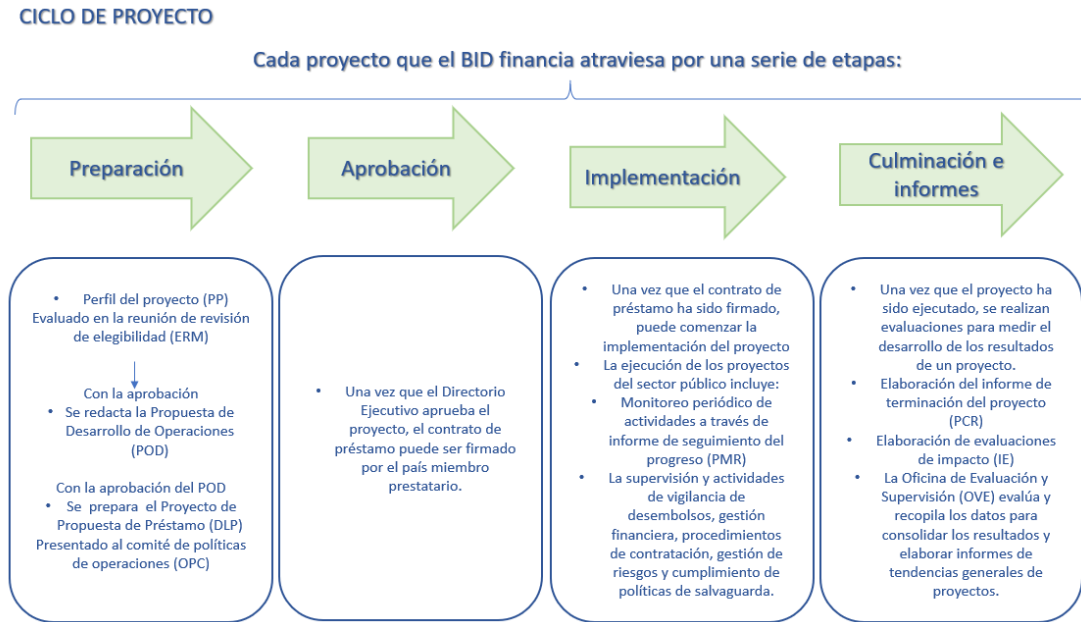 CICLO DE PROYECTO
Cada proyecto que el BID financia atraviesa por una serie de etapas:
Preparación
Aprobación
Implementación
Culminación e
informes
• Perfil del proyecto (PP)
Evaluado en la reunión de revisión
de elegibilidad (ERM)
Con la aprobación
• Se redacta la Propuesta de
Desarrollo de Operaciones
(POD)
Con la aprobación del POD
• Se prepara el Proyecto de
Propuesta de Préstamo (DLP)
Presentado al comité de políticas
de operaciones (OPC)
• Una vez que el Directorio
Ejecutivo aprueba el
proyecto, el contrato de
préstamo puede ser firmado
por el país miembro
prestatario.
• Una vez que el contrato de
préstamo ha sido firmado,
puede comenzar la
implementación del proyecto
• La ejecución de los proyectos
del sector público incluye:
• Monitoreo periódico de
actividades a través de
informe de seguimiento del
progreso (PMR)
• La supervisión y actividades
de vigilancia de
desembolsos, gestión
financiera, procedimientos
de contratación, gestión de
riesgos y cumplimiento de
políticas de salvaguarda.
• Una vez que el proyecto ha
sido ejecutado, se realizan
evaluaciones para medir el
desarrollo de los resultados
de un proyecto.
• Elaboración del informe de
terminación del proyecto
(PCR)
• Elaboración de evaluaciones
de impacto (IE)
• La Oficina de Evaluación y
Supervisión (OVE) evalúa y
recopila los datos para
consolidar los resultados y
elaborar informes de
tendencias generales de
proyectos.